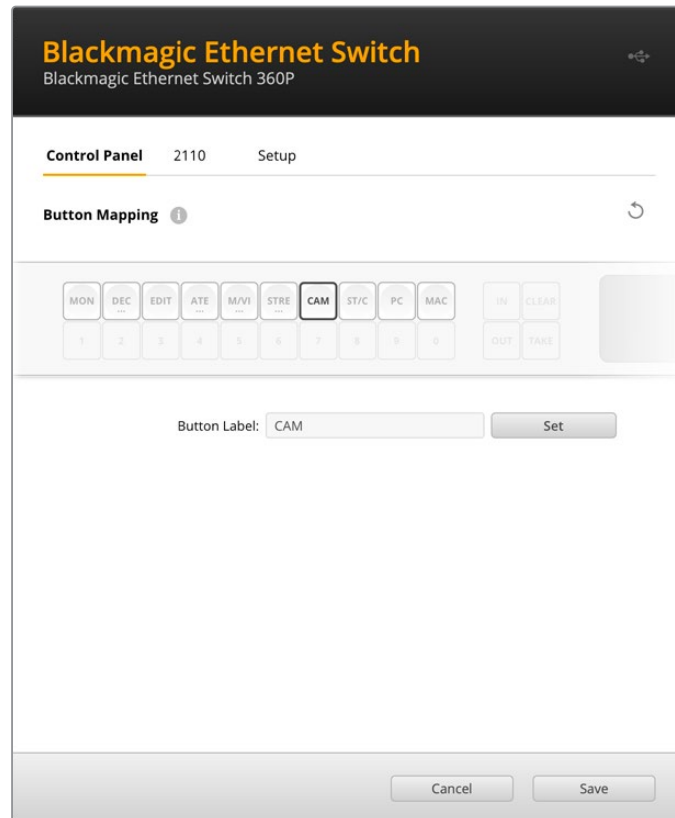 Blackmagic Ethernet Switch
Blackmagic Ethernet Switch 360P
Control Panel 2110 Setup
Button Mapping i
MON DEC... EDIT ATE... M/VI... STRE... CAM ST/C PC MAC IN CLEAR
1 2 3 4 5 6 7 8 9 0 OUT TAKE
Button Label: CAM Set
Cancel Save